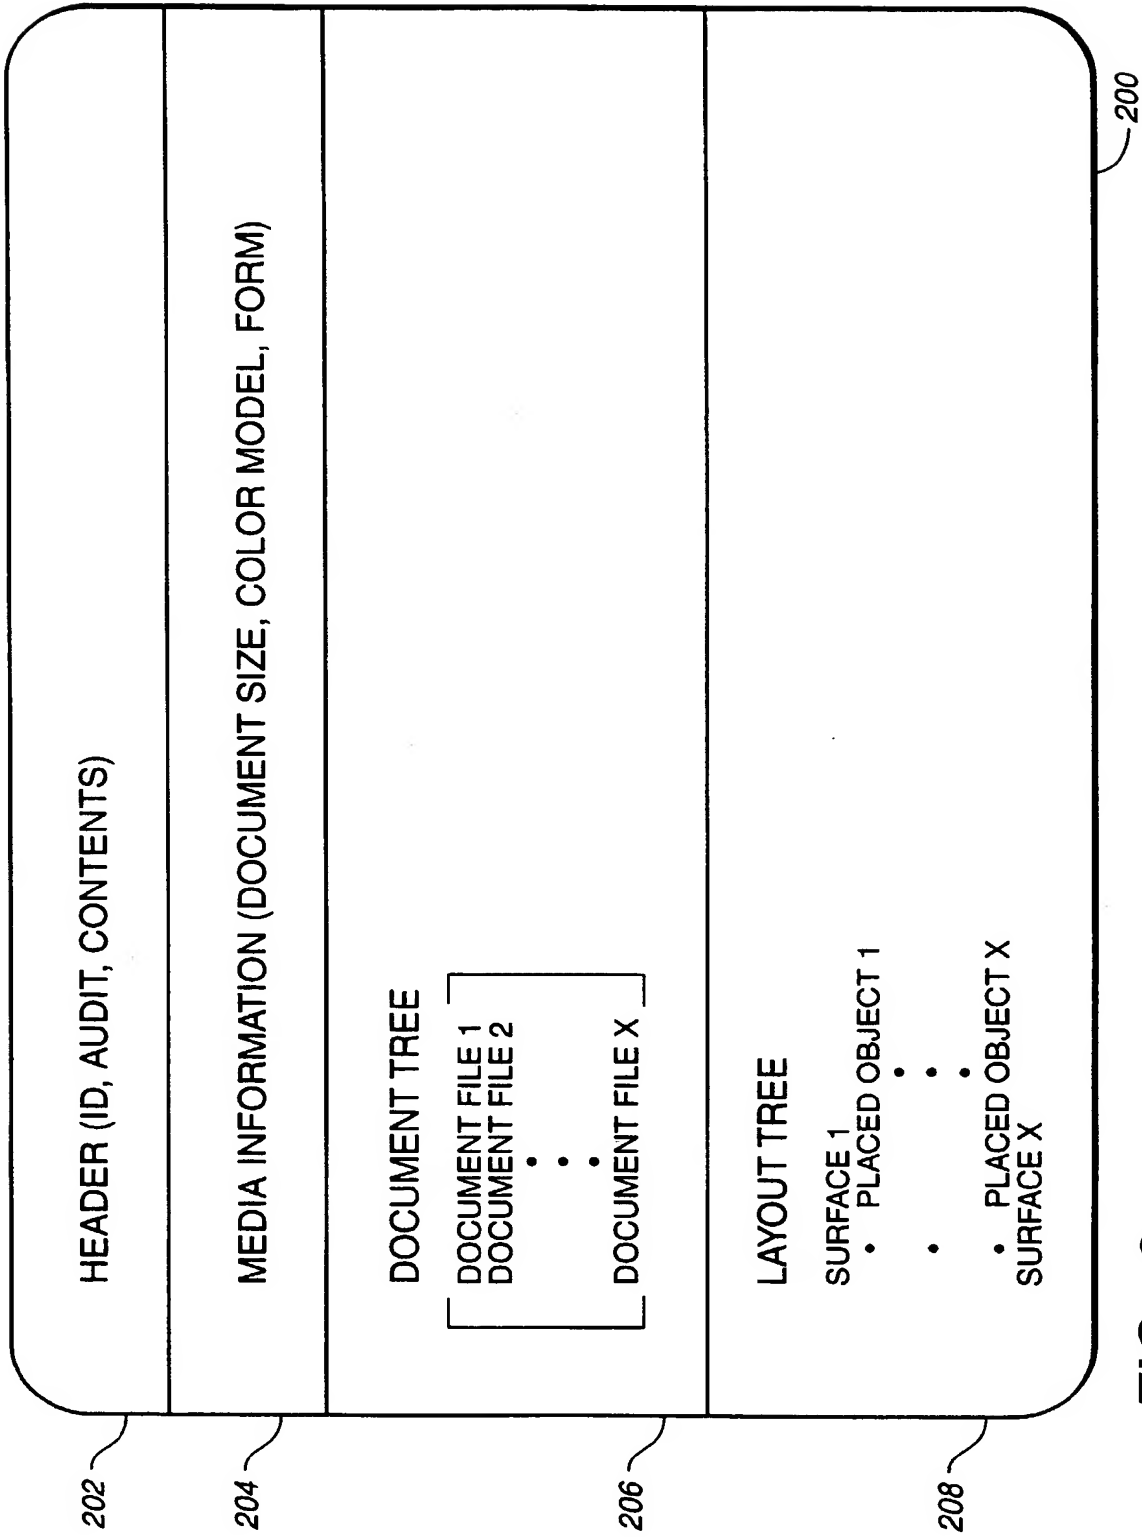 202
HEADER (ID, AUDIT, CONTENTS)
204
MEDIA INFORMATION (DOCUMENT SIZE, COLOR MODEL, FORM)
206
DOCUMENT TREE
DOCUMENT FILE 1
DOCUMENT FILE 2
DOCUMENT FILE X
208
LAYOUT TREE
SURFACE 1
• PLACED OBJECT 1
• PLACED OBJECT X
SURFACE X
200